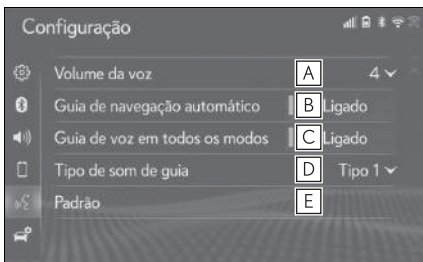 Configuração
Volume da voz A 4
Guia de navegação automático B Ligado
Guia de voz em todos os modos C Ligado
Tipo de som de guia D Tipo 1
Padrão E